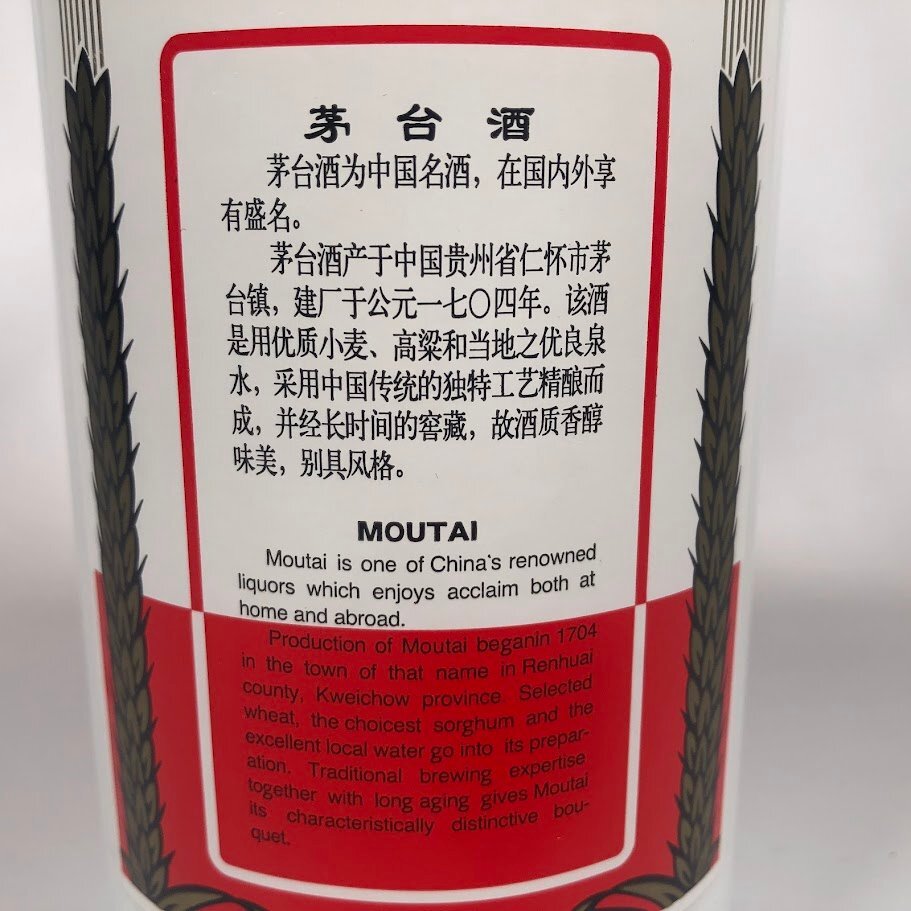 茅台酒
茅台酒为中国名酒，在国内外享
有盛名。
茅台酒产于中国贵州省仁怀市茅
台镇，建厂于公元一七〇四年。该酒
是用优质小麦、高粱和当地之优良泉
水，采用中国传统的独特工艺精酿而
成，并经长时间的窖藏，故酒质香醇
味美，别具风格。
MOUTAI
Moutai is one of China's renowned
liquors which enjoys acclaim both at
home and abroad.
Production of Moutai beganin 1704
in the town of that name in Renhuai
county, Kweichow province Selected
wheat, the choicest sorghum and the
excellent local water go into its prepar-
ation. Traditional brewing expertise
together with long aging gives Moutai
its characteristically distinctive bou-
quet.